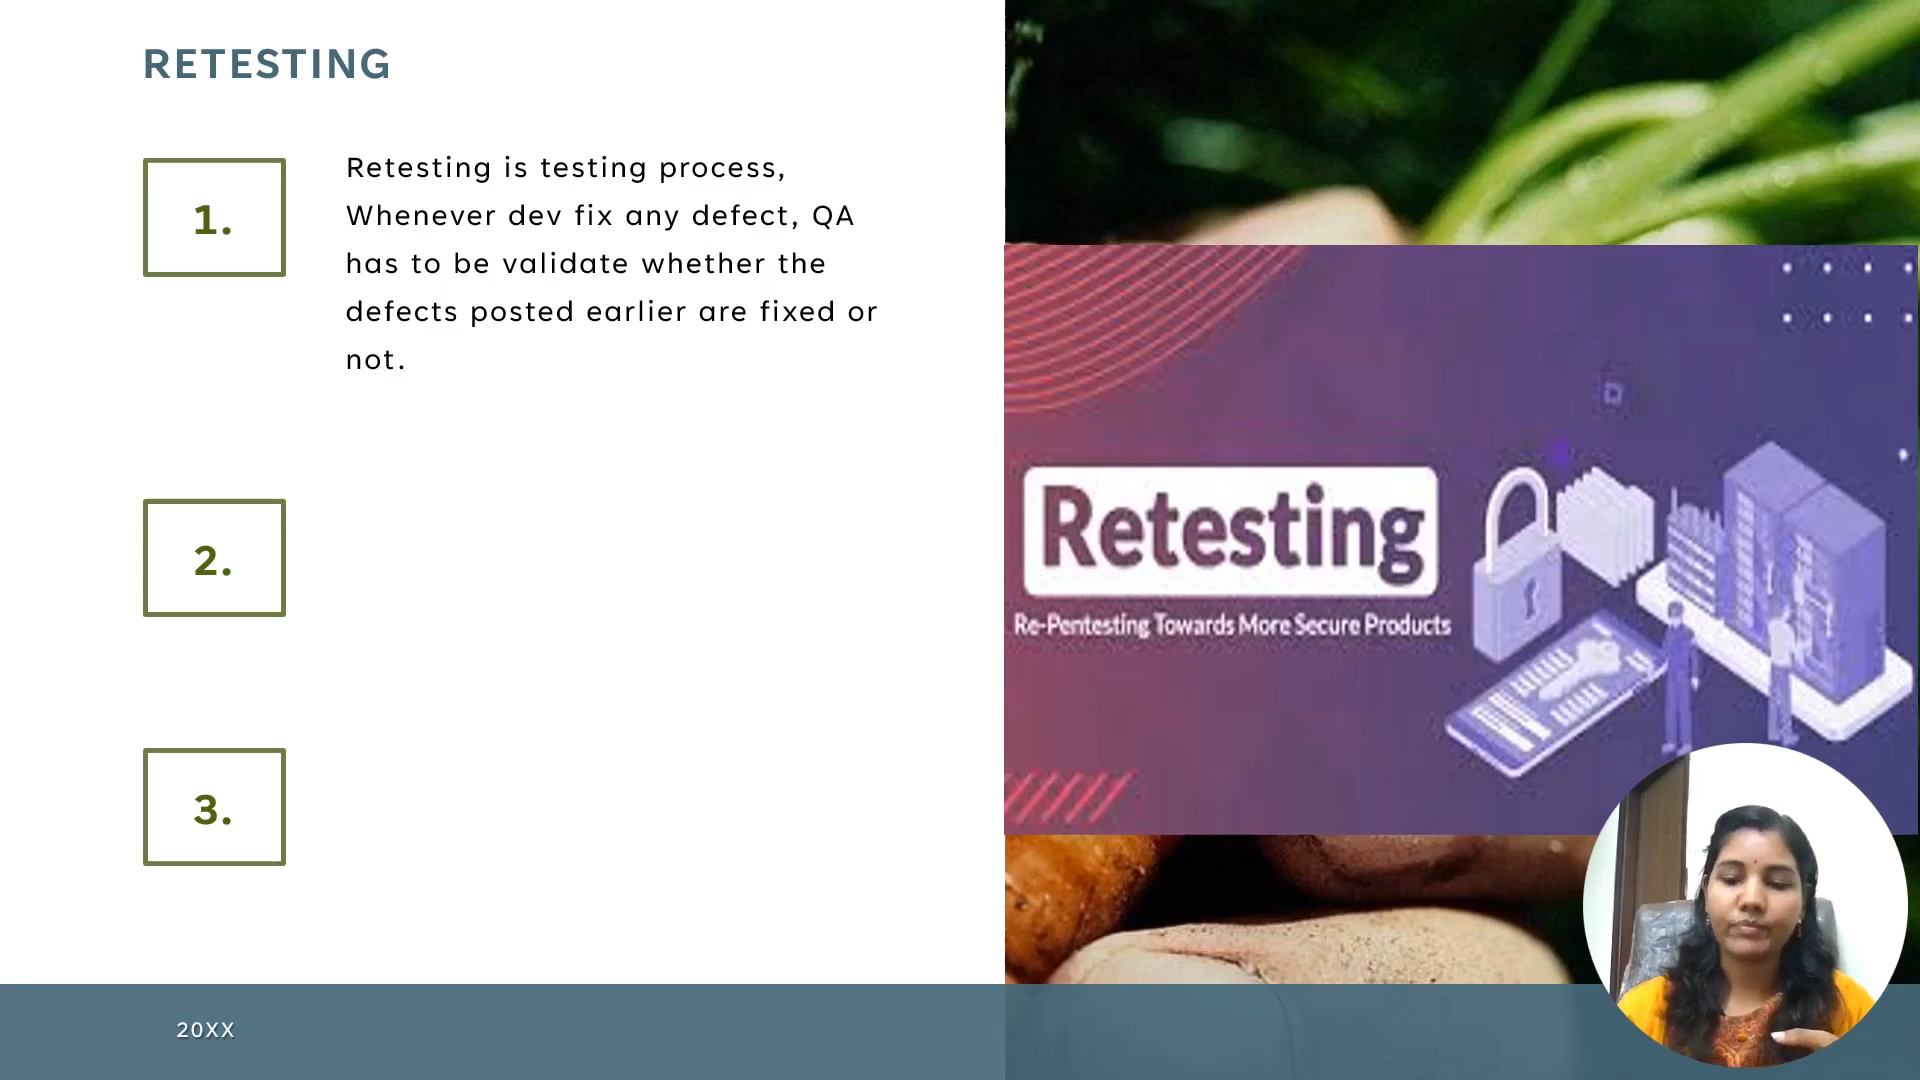 RETESTING
1.
Retesting is testing process,
Whenever dev fix any defect, QA
has to be validate whether the
defects posted earlier are fixed or
not.
2.
3.
Retesting
Re-Pentesting Towards More Secure Products
20XX